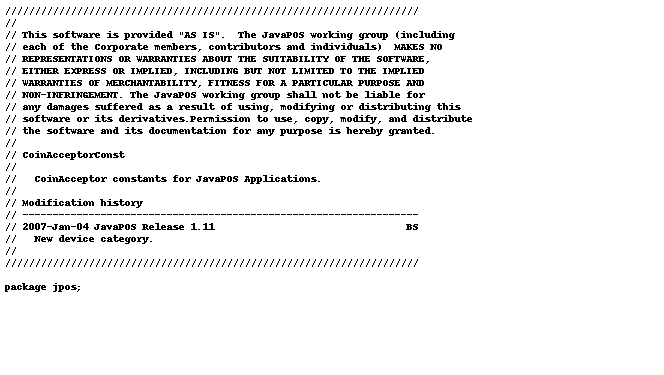 /////////////////////////////////////////////////////////////////////
//
// This software is provided "AS IS".  The JavaPOS working group (including
// each of the Corporate members, contributors and individuals)  MAKES NO
// REPRESENTATIONS OR WARRANTIES ABOUT THE SUITABILITY OF THE SOFTWARE,
// EITHER EXPRESS OR IMPLIED, INCLUDING BUT NOT LIMITED TO THE IMPLIED
// WARRANTIES OF MERCHANTABILITY, FITNESS FOR A PARTICULAR PURPOSE AND
// NON-INFRINGEMENT. The JavaPOS working group shall not be liable for
// any damages suffered as a result of using, modifying or distributing this
// software or its derivatives.Permission to use, copy, modify, and distribute
// the software and its documentation for any purpose is hereby granted.
//
// CoinAcceptorConst
//
//   CoinAcceptor constants for JavaPOS Applications.
//
// Modification history
// ------------------------------------------------------------------
// 2007-Jan-04 JavaPOS Release 1.11                                BS
//   New device category.
//
/////////////////////////////////////////////////////////////////////

package jpos;